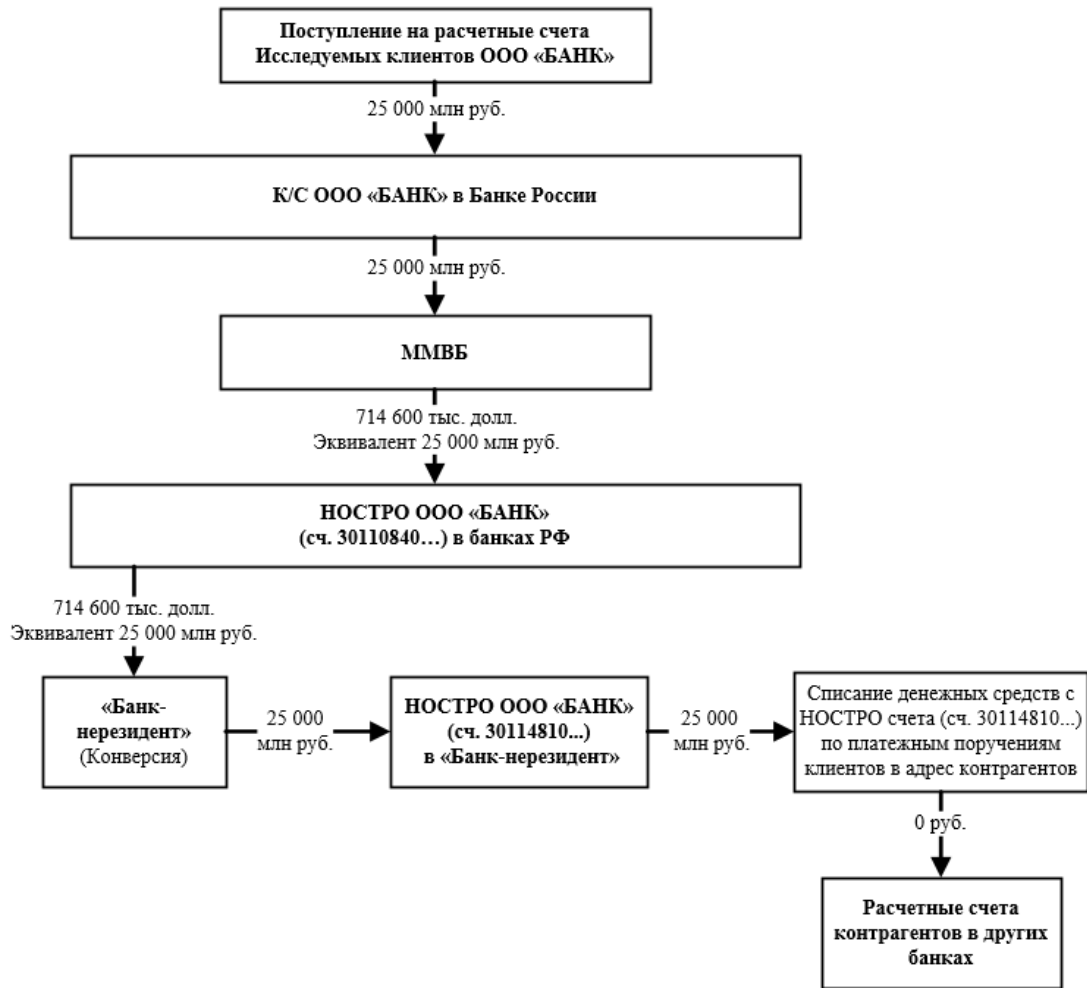 Поступление на расчетные счета
Исследуемых клиентов ООО «БАНК»
25 000 млн руб.
К/С ООО «БАНК» в Банке России
25 000 млн руб.
ММВБ
714 600 тыс. долл.
Эквивалент 25 000 млн руб.
НОСТРО ООО «БАНК»
(сч. 30110840…) в банках РФ
714 600 тыс. долл.
Эквивалент 25 000 млн руб.
«Банк-
нерезидент»
(Конверсия)
25 000
млн руб.
НОСТРО ООО «БАНК»
(сч. 30114810...)
в «Банк-нерезидент»
25 000
млн руб.
Списание денежных средств с
НОСТРО счета (сч. 30114810...)
по платежным поручениям
клиентов в адрес контрагентов
0 руб.
Расчетные счета
контрагентов в других
банках